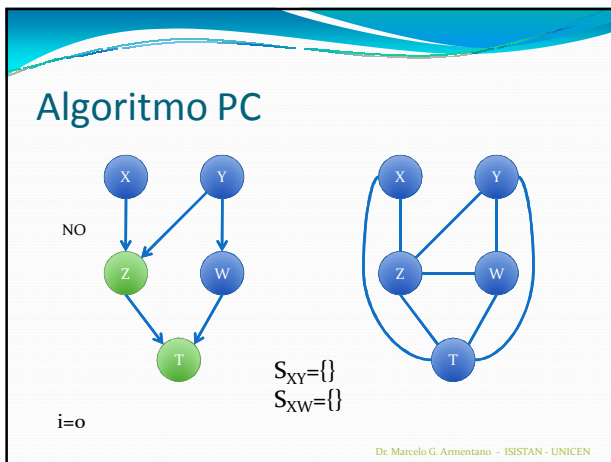 Algoritmo PC
X
Y
NO
Z
W
T
X
Y
Z
W
T
S_XY={}
S_XW={}
i=0
Dr. Marcelo G. Armentano - ISISTAN - UNICEN